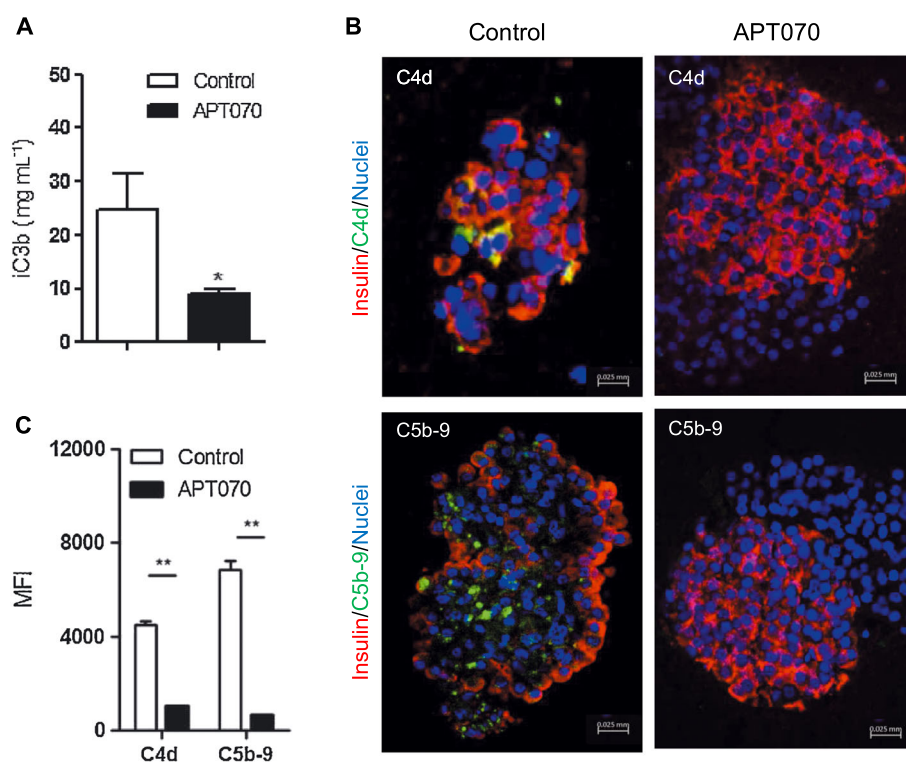 A
50
40
30
20
10
0
iC3b (mg mL⁻¹)
Control
APT070
*
B
Control
APT070
Insulin/C4d/Nuclei
C4d
0.025 mm
C4d
0.025 mm
Insulin/C5b-9/Nuclei
C5b-9
0.025 mm
C5b-9
0.025 mm
C
12000
8000
4000
0
MFI
Control
APT070
**
**
C4d
C5b-9